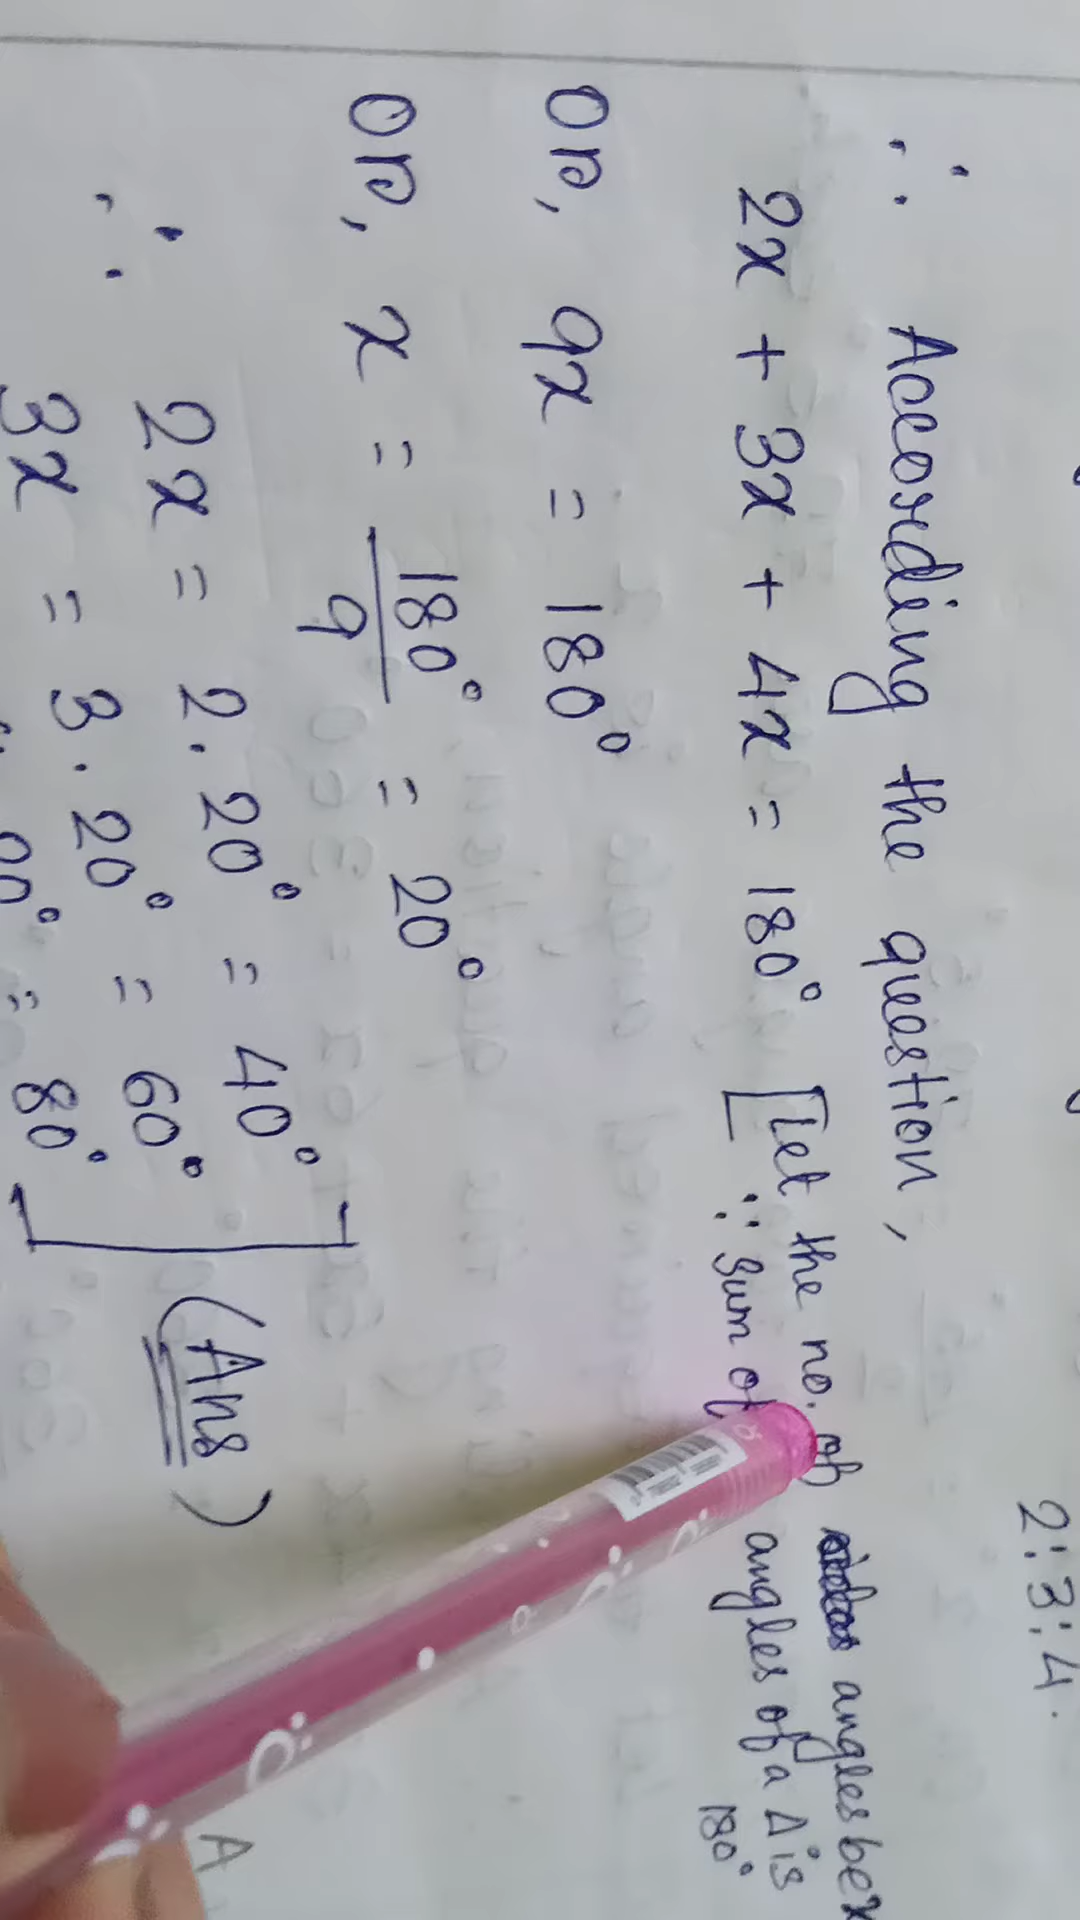 2:3:4.
∴ According the question,
2x + 3x + 4x = 180° [Let the no. of angles be x
∵ Sum of angles of a Δ is
180°
or, 9x = 180°
or, x = 180°/9 = 20°
∴ 2x = 2.20° = 40°
3x = 3.20° = 60°
= 80° ] (Ans)